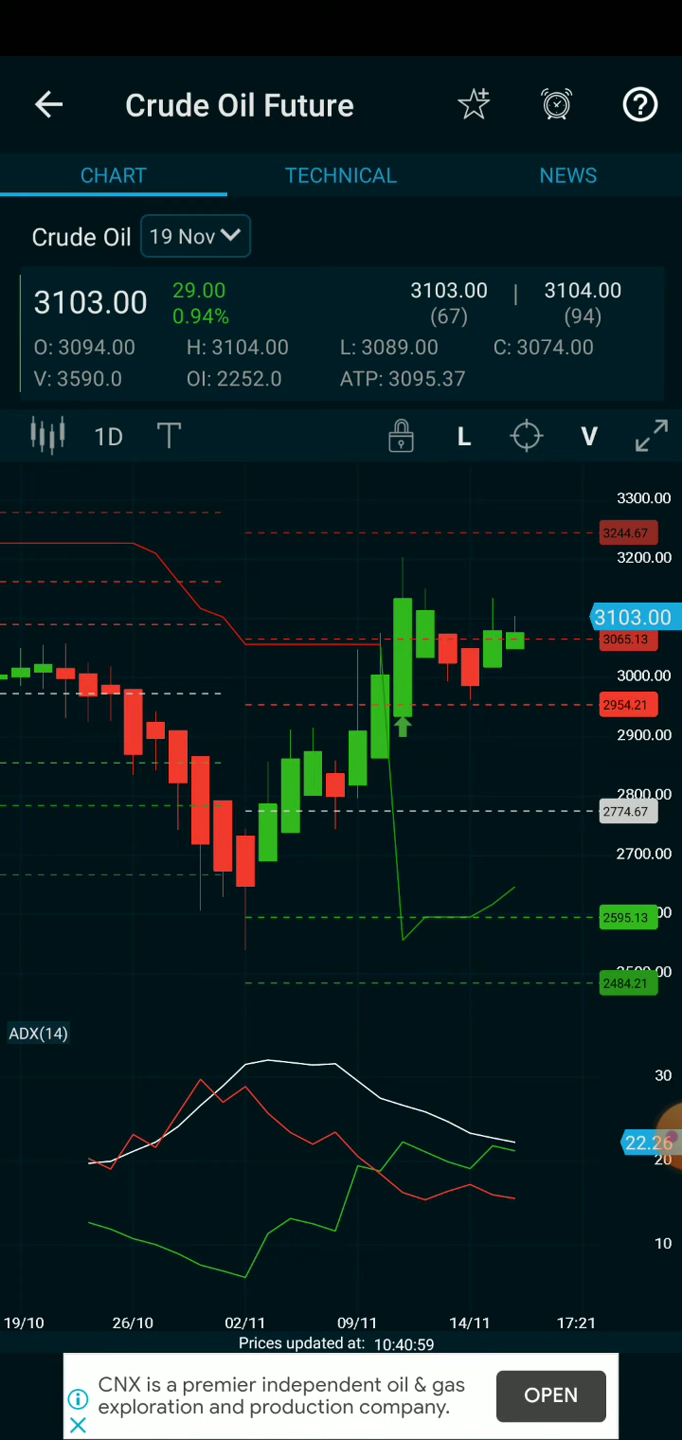 Crude Oil Future
CHART TECHNICAL NEWS
Crude Oil 19 Nov
3103.00 29.00 0.94% 3103.00 (67) | 3104.00 (94)
O: 3094.00 H: 3104.00 L: 3089.00 C: 3074.00
V: 3590.0 OI: 2252.0 ATP: 3095.37
1D T L V
3300.00
3244.67
3200.00
3103.00
3065.13
3000.00
2954.21
2900.00
2800.00
2774.67
2700.00
2595.13
2484.21
ADX(14)
30
22.26
20
10
19/10 26/10 02/11 09/11 14/11 17:21
Prices updated at: 10:40:59
CNX is a premier independent oil & gas
exploration and production company.
OPEN